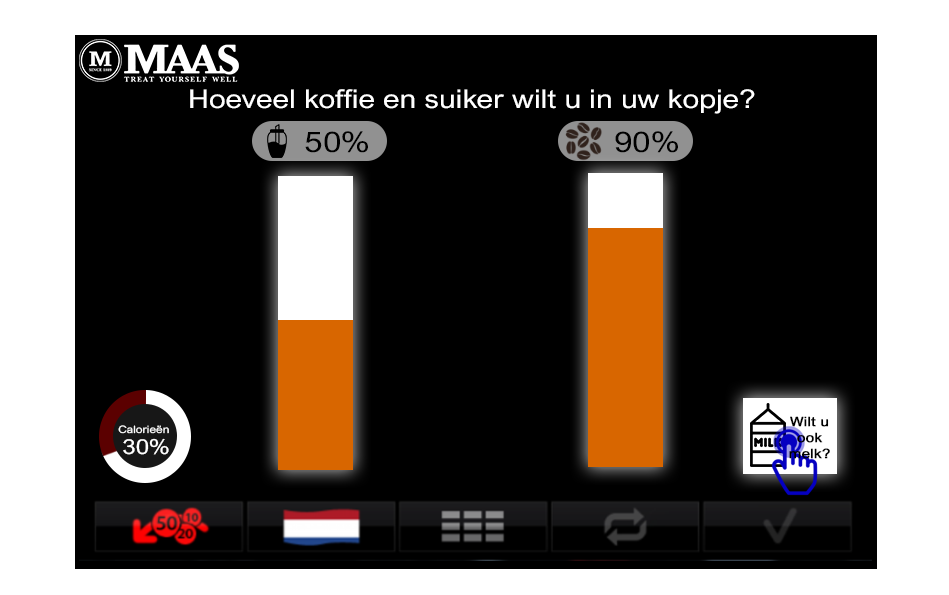 M
SINCE 1889
MAAS
TREAT YOURSELF WELL
Hoeveel koffie en suiker wilt u in uw kopje?
50%
90%
Calorieën
30%
MILK
Wilt u
ook
melk?
50
10
20